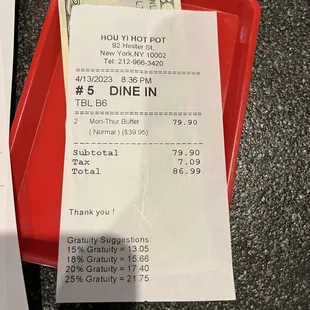 HOU YI HOT POT
92 Hester St.
New York,NY 10002
Tel: 212-966-3420
4/13/2023 8:36 PM
# 5 DINE IN
TBL B6
2 Mon-Thur Buffet 79.90
( Normal ) ($39.95)
Subtotal 79.90
Tax 7.09
Total 86.99
Thank you !
Gratuity Suggestions:
15% Gratuity = 13.05
18% Gratuity = 15.66
20% Gratuity = 17.40
25% Gratuity = 21.75